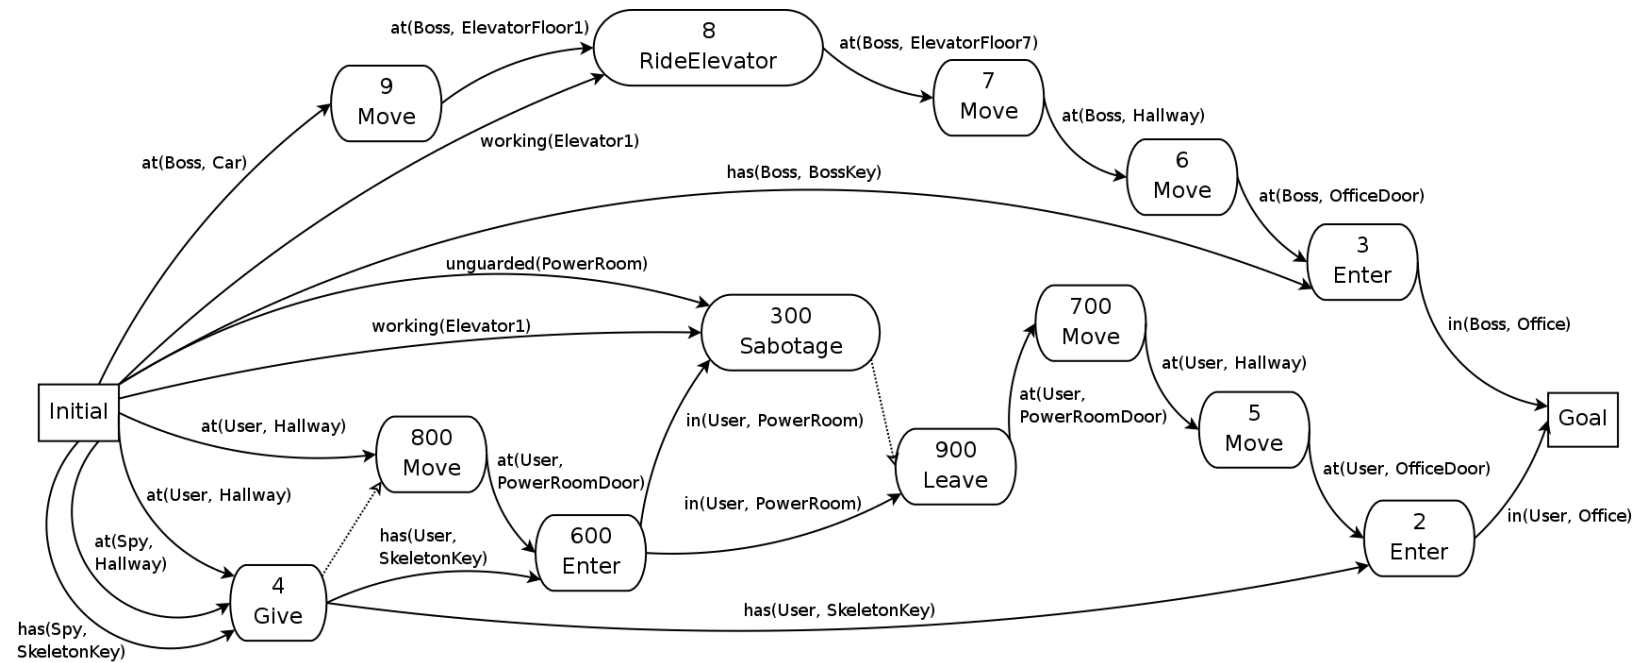 at(Boss, ElevatorFloor1)
8
RideElevator
at(Boss, ElevatorFloor7)
9
Move
7
Move
at(Boss, Hallway)
working(Elevator1)
at(Boss, Car)
6
Move
has(Boss, BossKey)
at(Boss, OfficeDoor)
3
Enter
unguarded(PowerRoom)
300
Sabotage
700
Move
working(Elevator1)
in(Boss, Office)
at(User, Hallway)
Initial
at(User,
PowerRoomDoor)
5
Move
Goal
at(User, Hallway)
800
Move
in(User, PowerRoom)
900
Leave
at(User,
PowerRoomDoor)
at(User, OfficeDoor)
at(User, Hallway)
in(User, PowerRoom)
2
Enter
in(User, Office)
600
Enter
has(User,
SkeletonKey)
at(Spy,
Hallway)
4
Give
has(User, SkeletonKey)
has(Spy,
SkeletonKey)